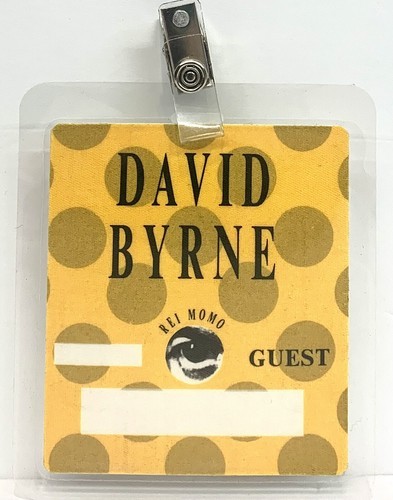 DAVID
BYRNE
REI MOMO
GUEST